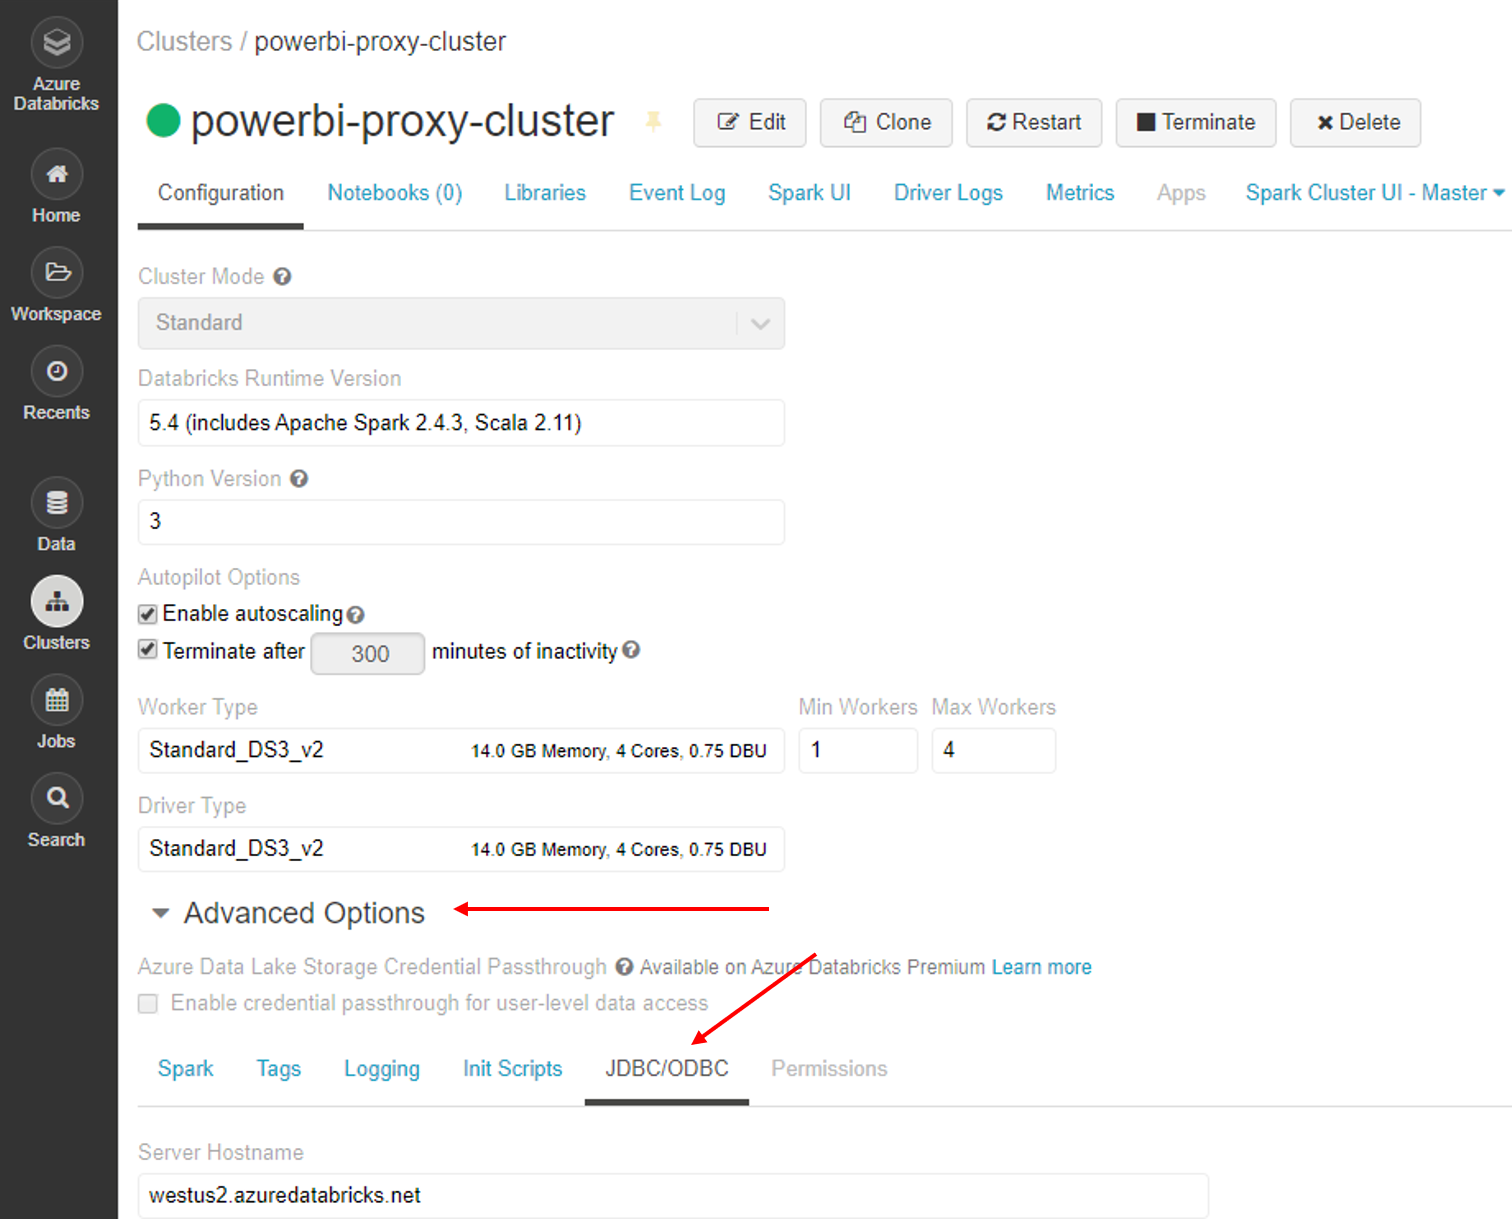 Azure
Databricks
Home
Workspace
Recents
Data
Clusters
Jobs
Search
Clusters / powerbi-proxy-cluster
powerbi-proxy-cluster
Edit
Clone
Restart
Terminate
Delete
Configuration
Notebooks (0)
Libraries
Event Log
Spark UI
Driver Logs
Metrics
Apps
Spark Cluster UI - Master
Cluster Mode
Standard
Databricks Runtime Version
5.4 (includes Apache Spark 2.4.3, Scala 2.11)
Python Version
3
Autopilot Options
Enable autoscaling
Terminate after 300 minutes of inactivity
Worker Type
Min Workers
Max Workers
Standard_DS3_v2
14.0 GB Memory, 4 Cores, 0.75 DBU
1
4
Driver Type
Standard_DS3_v2
14.0 GB Memory, 4 Cores, 0.75 DBU
Advanced Options
Azure Data Lake Storage Credential Passthrough
Available on Azure Databricks Premium Learn more
Enable credential passthrough for user-level data access
Spark
Tags
Logging
Init Scripts
JDBC/ODBC
Permissions
Server Hostname
westus2.azuredatabricks.net